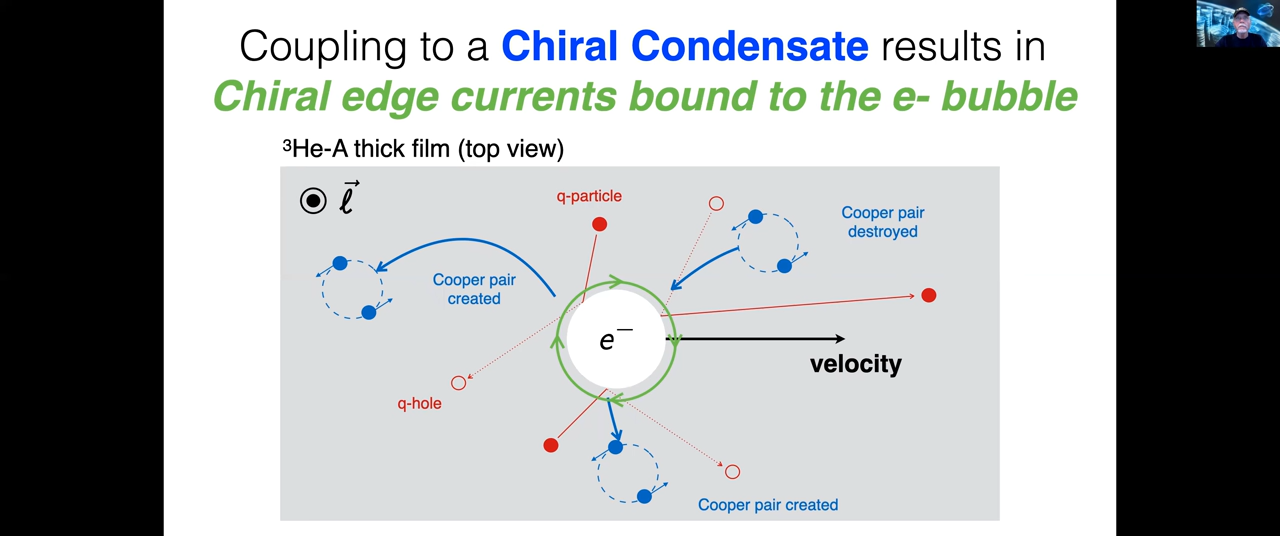 Coupling to a Chiral Condensate results in
Chiral edge currents bound to the e- bubble
³He-A thick film (top view)
ℓ⃗
q-particle
Cooper pair
destroyed
Cooper pair
created
e⁻
velocity
q-hole
Cooper pair created